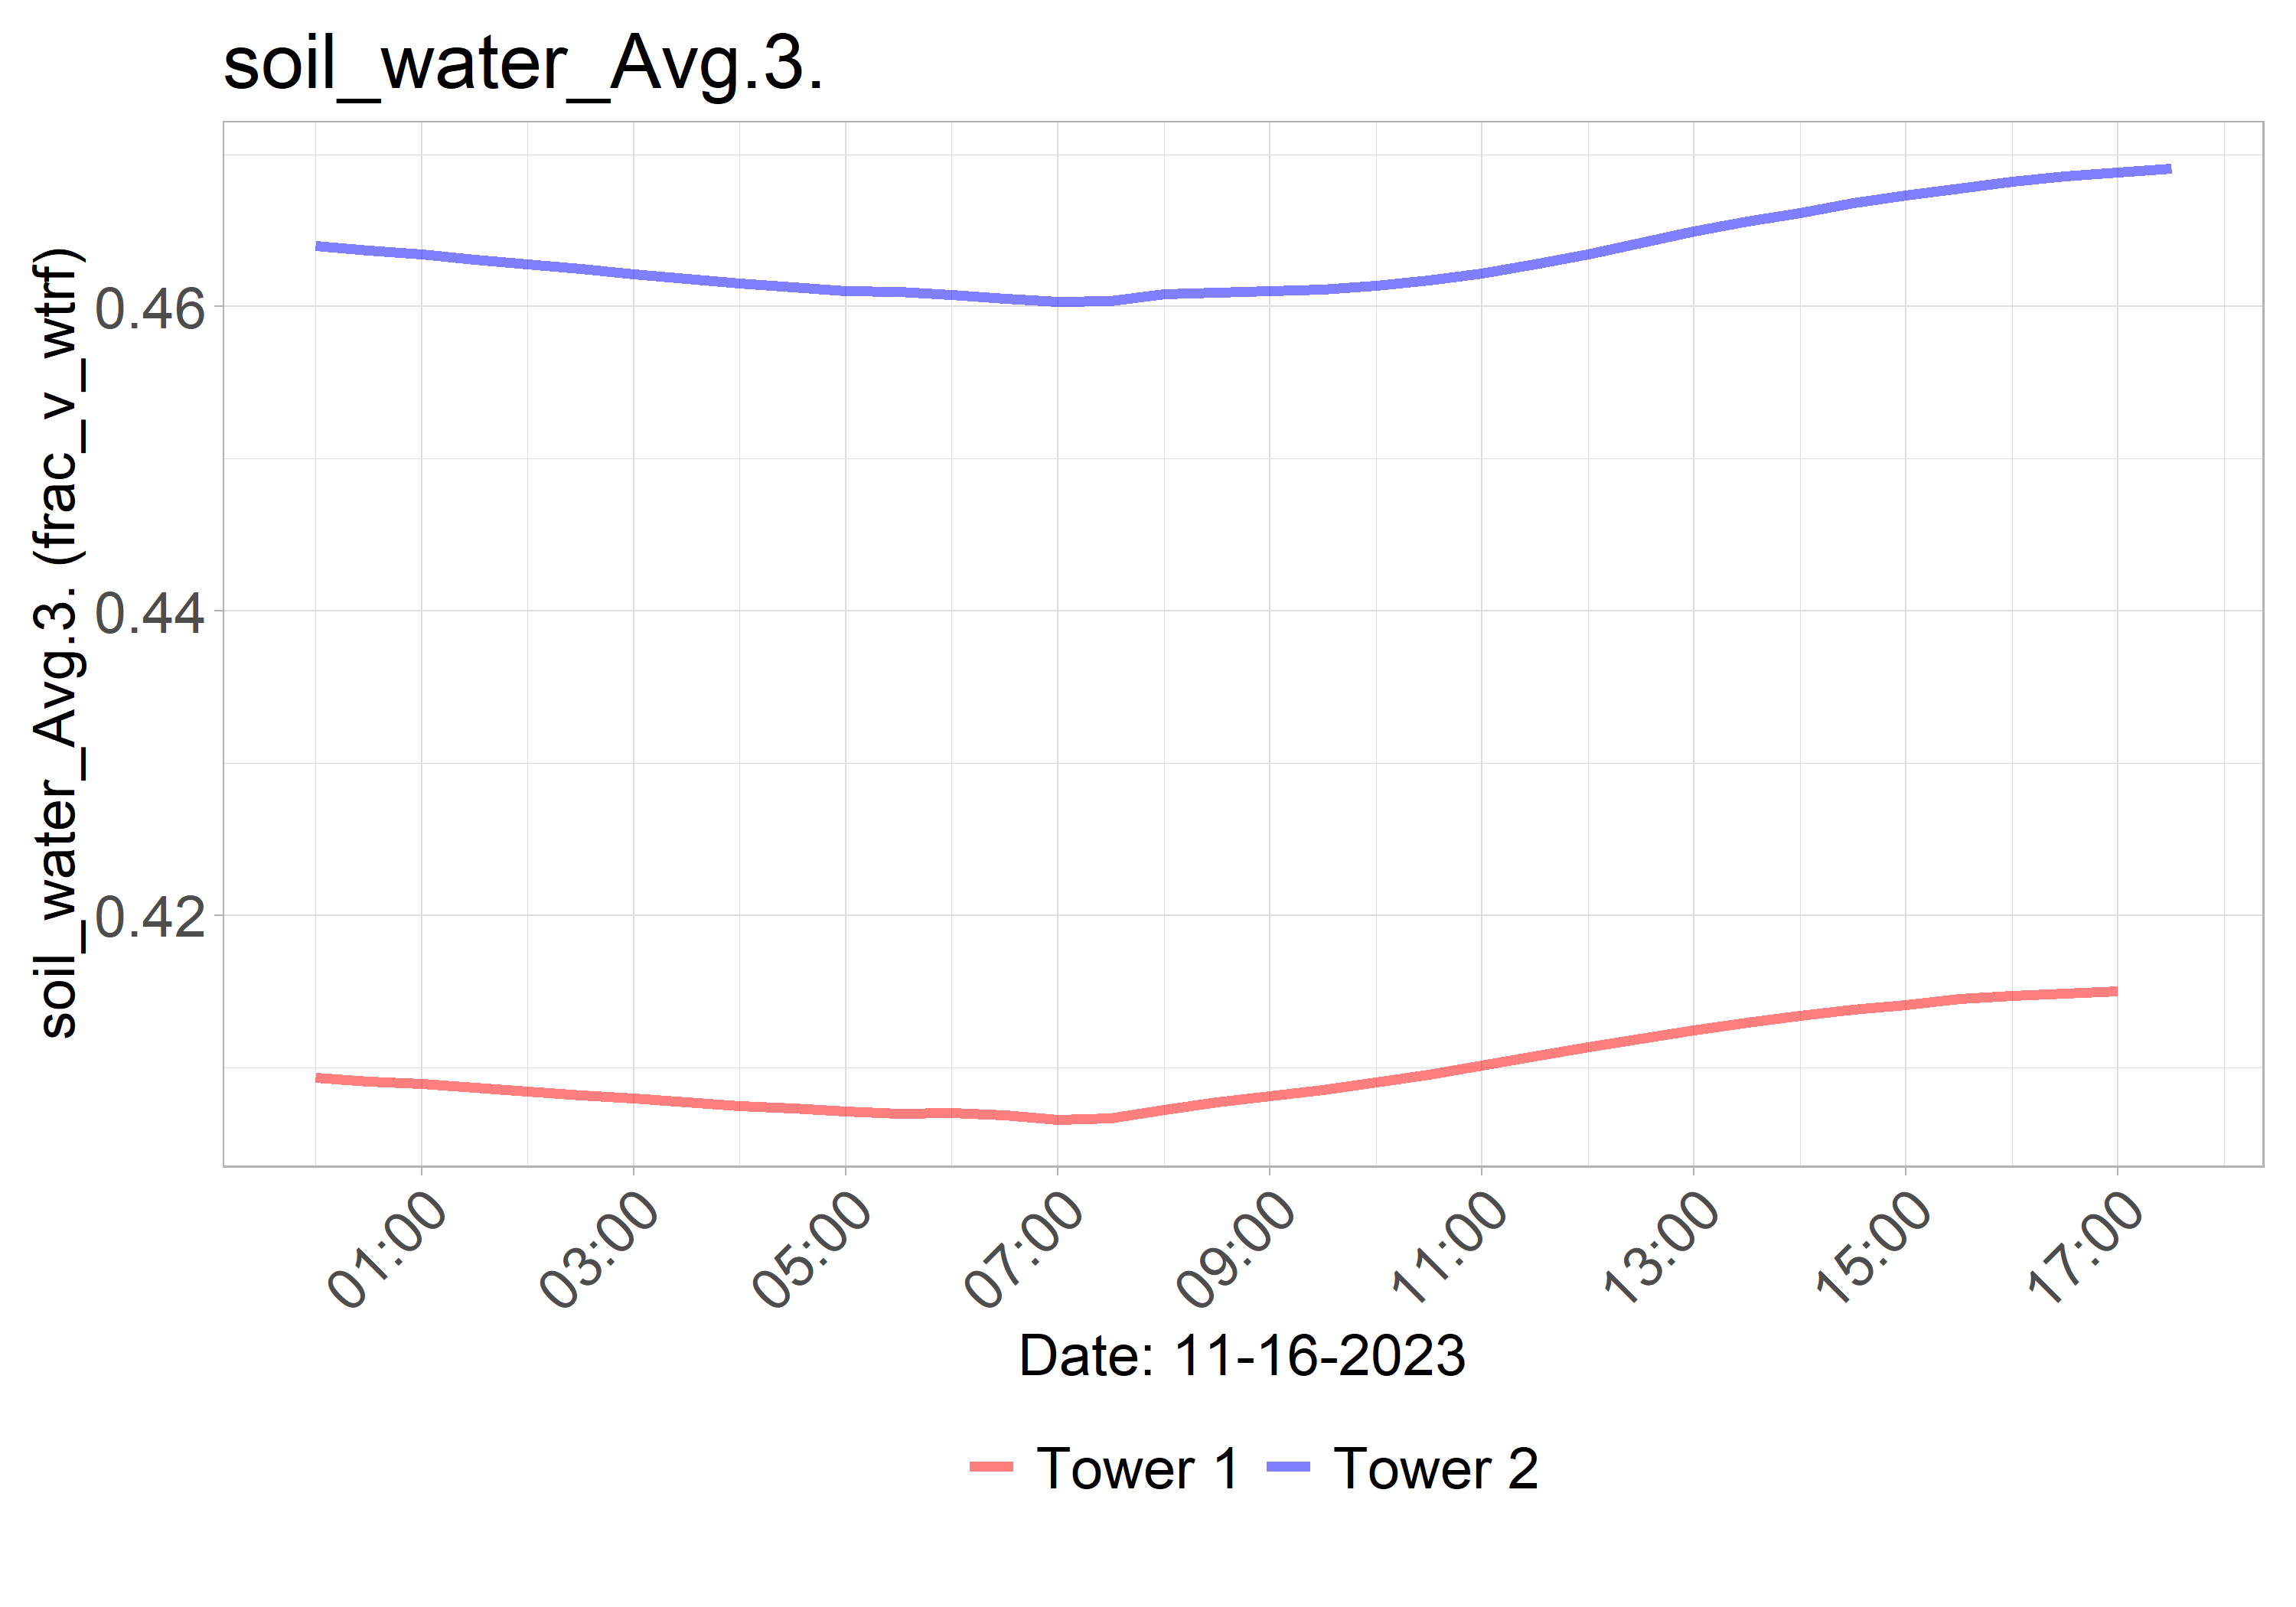 soil_water_Avg.3.
soil_water_Avg.3. (frac_v_wtrf)
0.46
0.44
0.42
01:00 03:00 05:00 07:00 09:00 11:00 13:00 15:00 17:00
Date: 11-16-2023
Tower 1 Tower 2